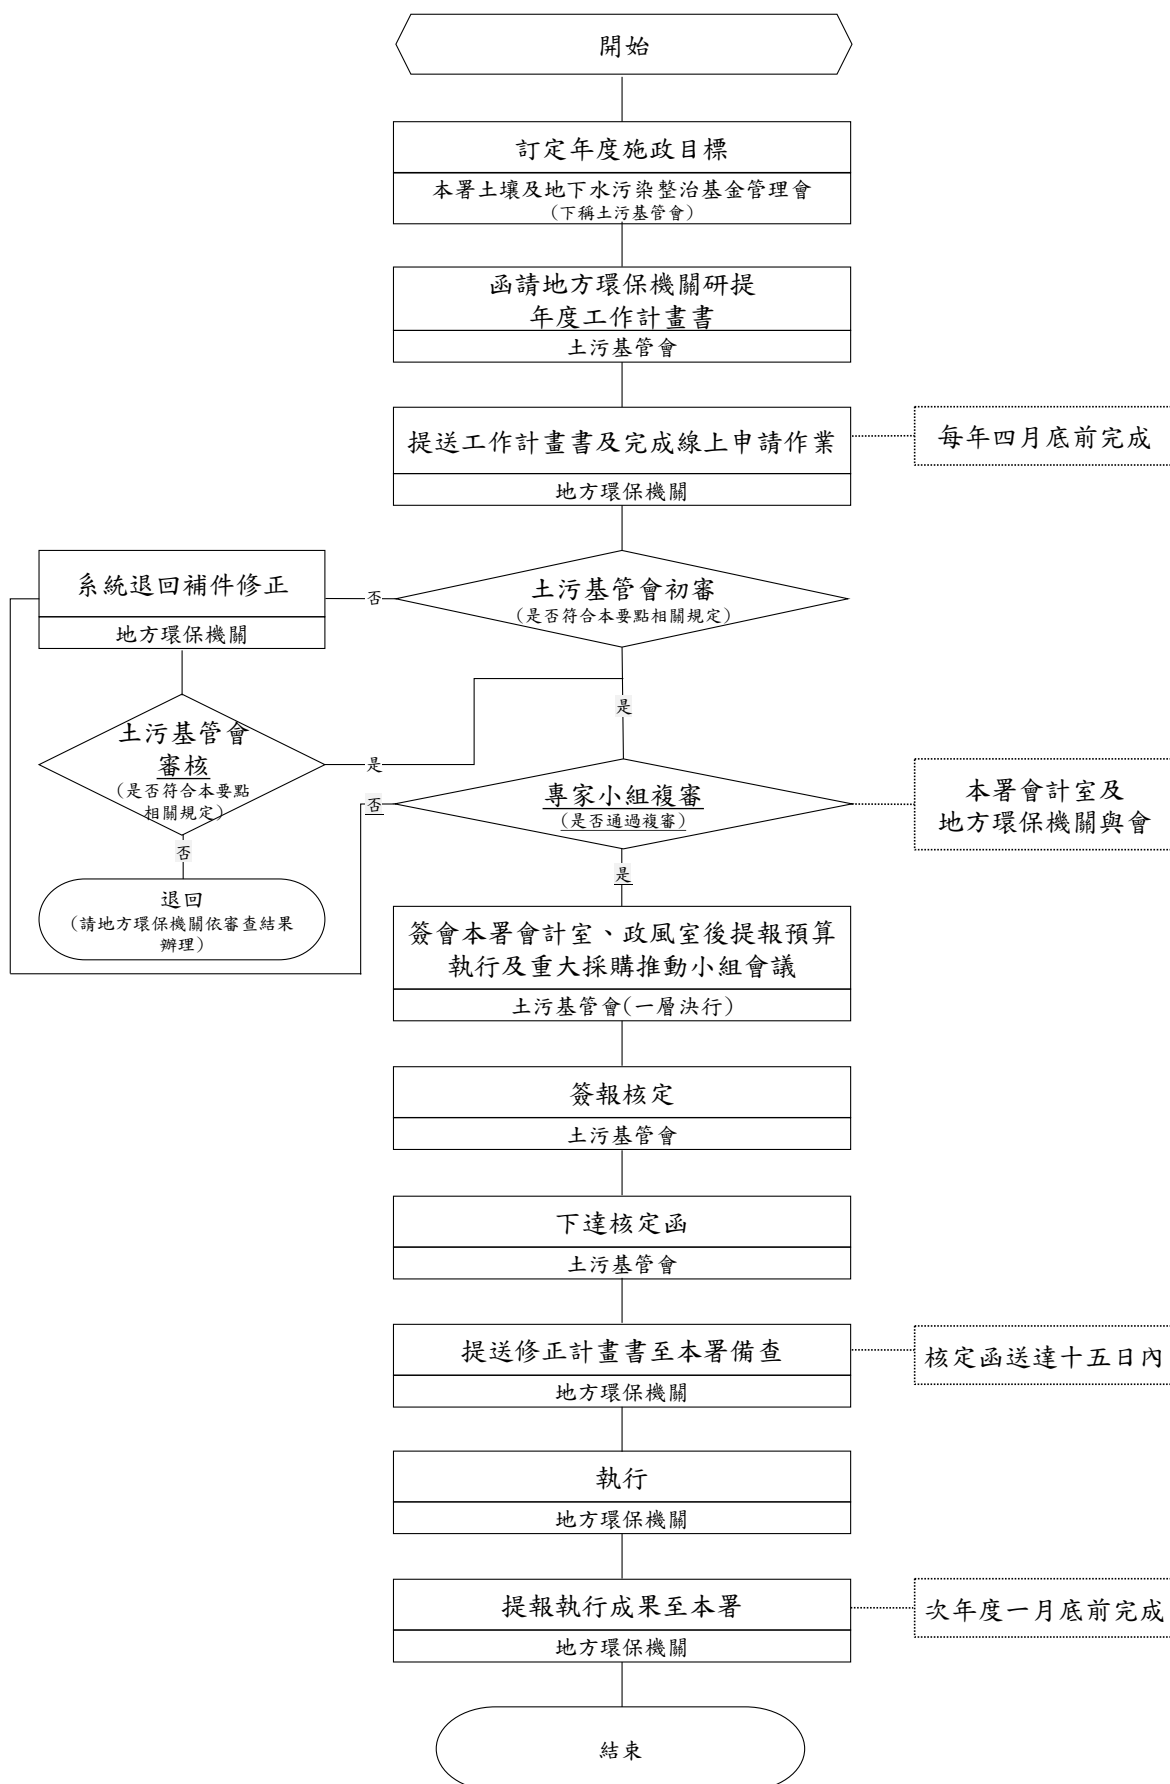 開始
訂定年度施政目標
本署土壤及地下水污染整治基金管理會
(下稱土污基管會)
函請地方環保機關研提
年度工作計畫書
土污基管會
提送工作計畫書及完成線上申請作業
地方環保機關
每年四月底前完成
土污基管會初審
(是否符合本要點相關規定)
否
系統退回補件修正
地方環保機關
是
土污基管會
審核
(是否符合本要點
相關規定)
是
否
退回
(請地方環保機關依審查結果
辦理)
專家小組複審
(是否通過複審)
否
本署會計室及
地方環保機關與會
是
簽會本署會計室、政風室後提報預算
執行及重大採購推動小組會議
土污基管會(一層決行)
簽報核定
土污基管會
下達核定函
土污基管會
提送修正計畫書至本署備查
地方環保機關
核定函送達十五日內
執行
地方環保機關
提報執行成果至本署
地方環保機關
次年度一月底前完成
結束